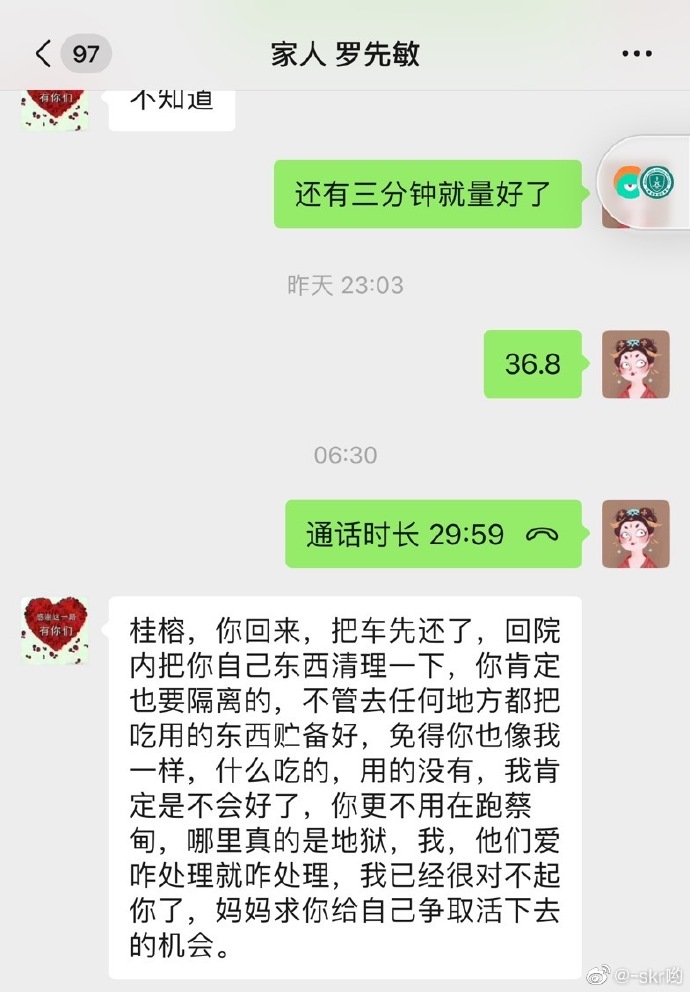 97
家人 罗先敏
有你们
不知道
还有三分钟就量好了
昨天 23:03
36.8
06:30
通话时长 29:59
感谢这一路
有你们
桂榕，你回来，把车先还了，回院
内把你自己东西清理一下，你肯定
也要隔离的，不管去任何地方都把
吃用的东西贮备好，免得你也像我
一样，什么吃的，用的没有，我肯
定是不会好了，你更不用在跑蔡
甸，哪里真的是地狱，我，他们爱
咋处理就咋处理，我已经很对不起
你了，妈妈求你给自己争取活下去
的机会。
@-skr哟